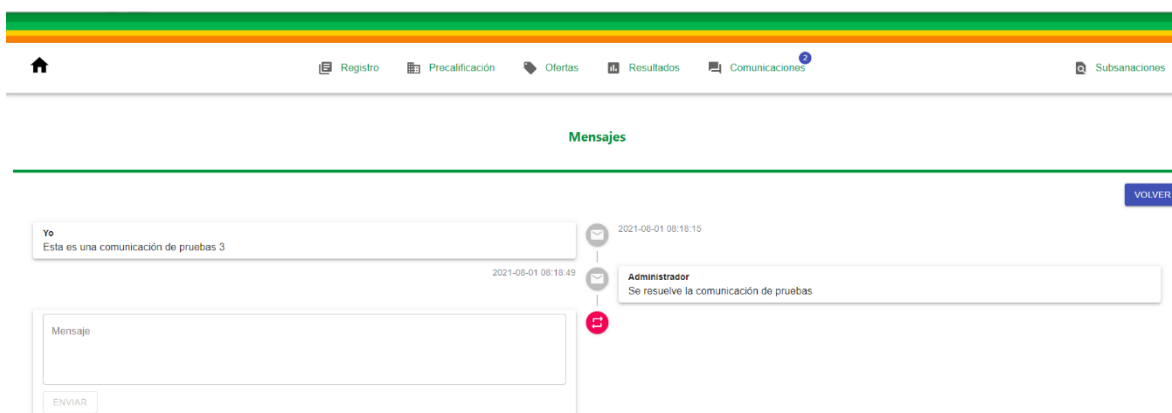 Registro
Precalificación
Ofertas
Resultados
Comunicaciones
2
Subsanaciones
Mensajes
VOLVER
Yo
Esta es una comunicación de pruebas 3
2021-08-01 08:18:15
2021-08-01 08:18:49
Administrador
Se resuelve la comunicación de pruebas
Mensaje
ENVIAR